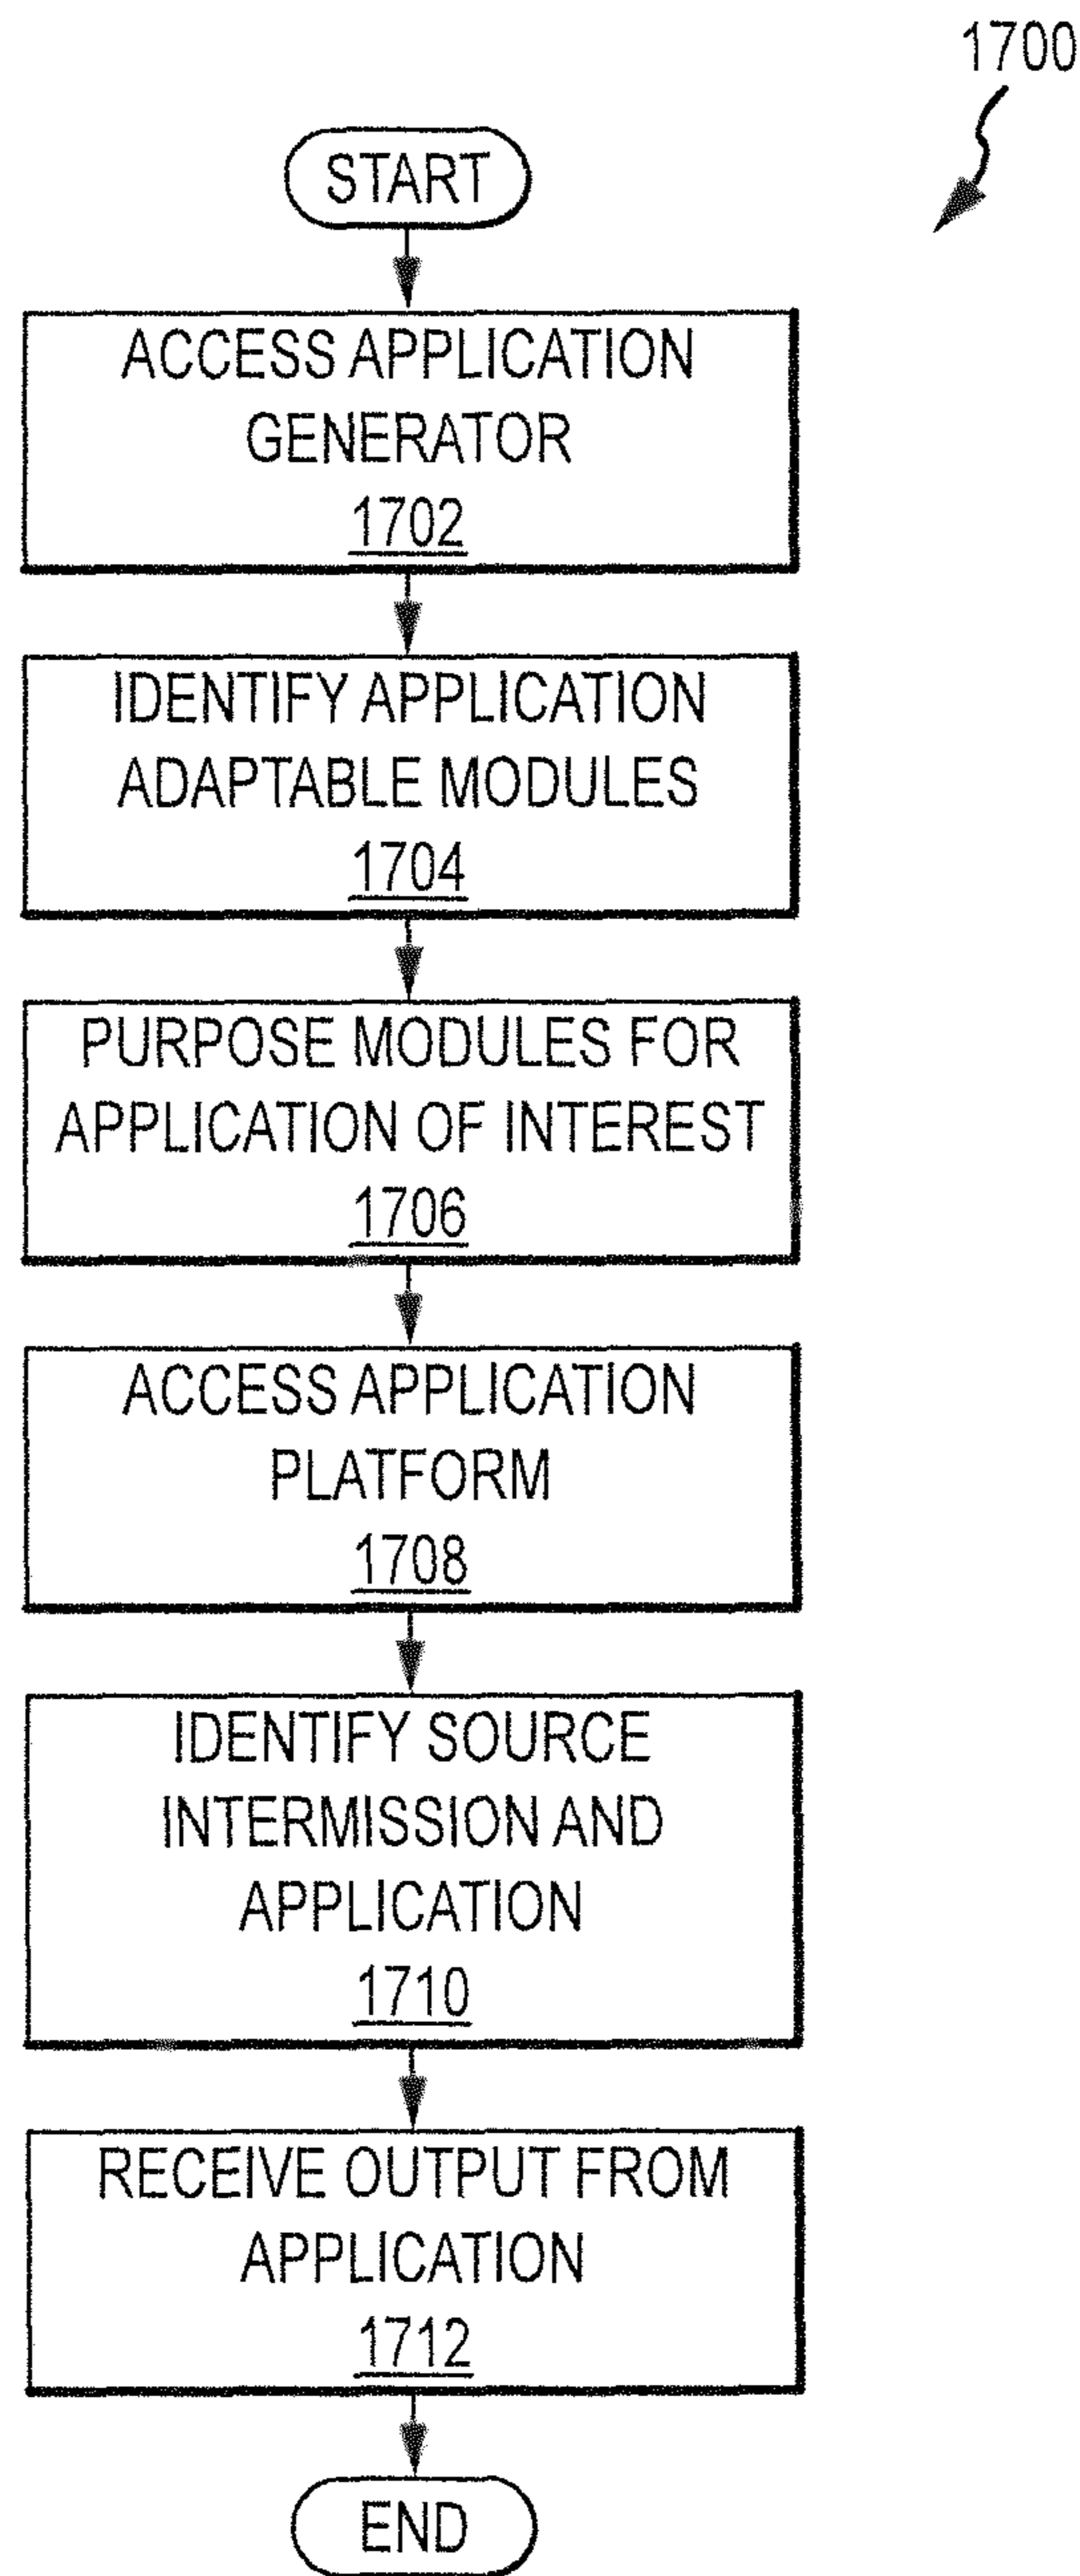 1700
START
ACCESS APPLICATION
GENERATOR
1702
IDENTIFY APPLICATION
ADAPTABLE MODULES
1704
PURPOSE MODULES FOR
APPLICATION OF INTEREST
1706
ACCESS APPLICATION
PLATFORM
1708
IDENTIFY SOURCE
INTERMISSION AND
APPLICATION
1710
RECEIVE OUTPUT FROM
APPLICATION
1712
END